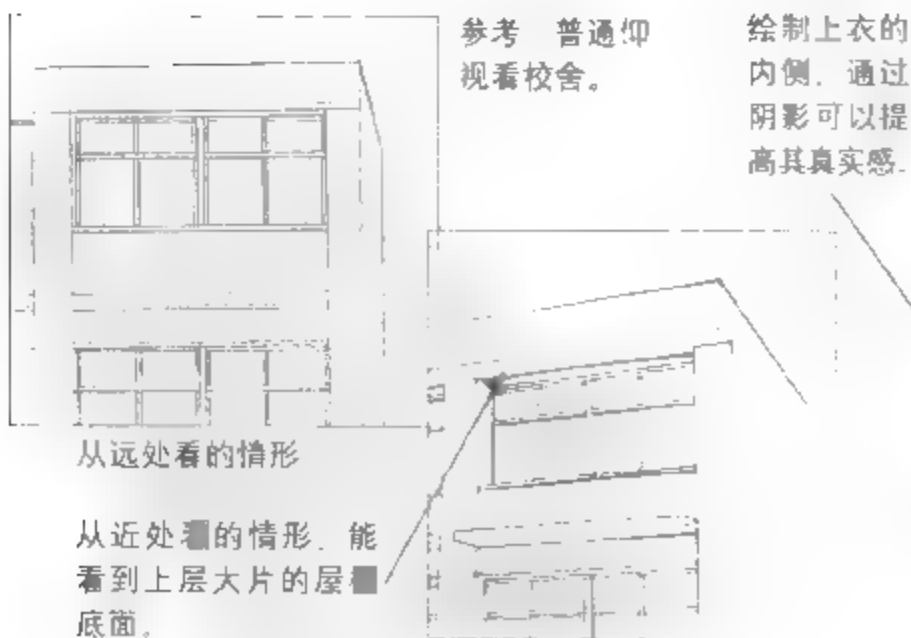 参考 普通仰
观看校舍。
绘制上衣的
内侧．通过
阴影可以提
高其真实感．
从远处看的情形
从近处看的情形．能
看到上层大片的屋
底面。